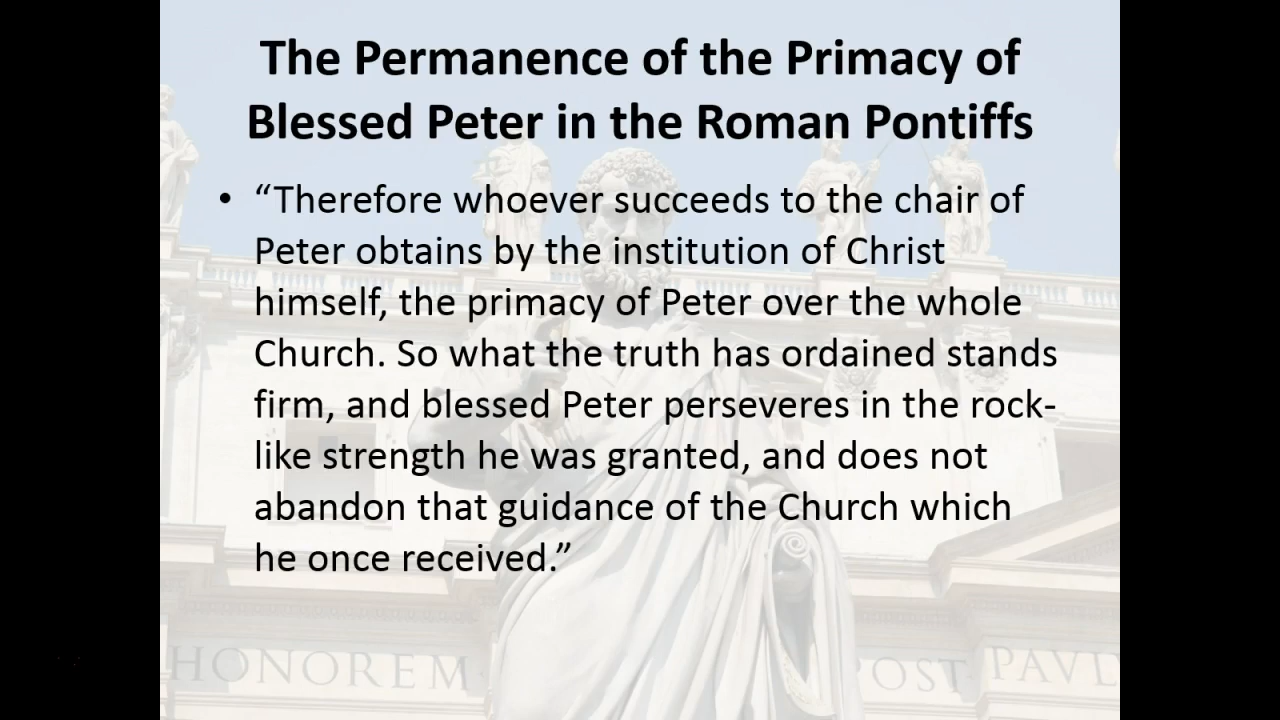 The Permanence of the Primacy of
Blessed Peter in the Roman Pontiffs
• “Therefore whoever succeeds to the chair of
Peter obtains by the institution of Christ
himself, the primacy of Peter over the whole
Church. So what the truth has ordained stands
firm, and blessed Peter perseveres in the rock-
like strength he was granted, and does not
abandon that guidance of the Church which
he once received.”
HONOREM POST PAVL